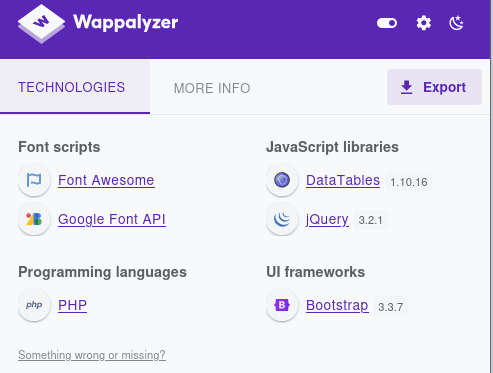 Wappalyzer
TECHNOLOGIES
MORE INFO
Export
Font scripts
Font Awesome
Google Font API
JavaScript libraries
DataTables 1.10.16
jQuery 3.2.1
Programming languages
php PHP
UI frameworks
B Bootstrap 3.3.7
Something wrong or missing?